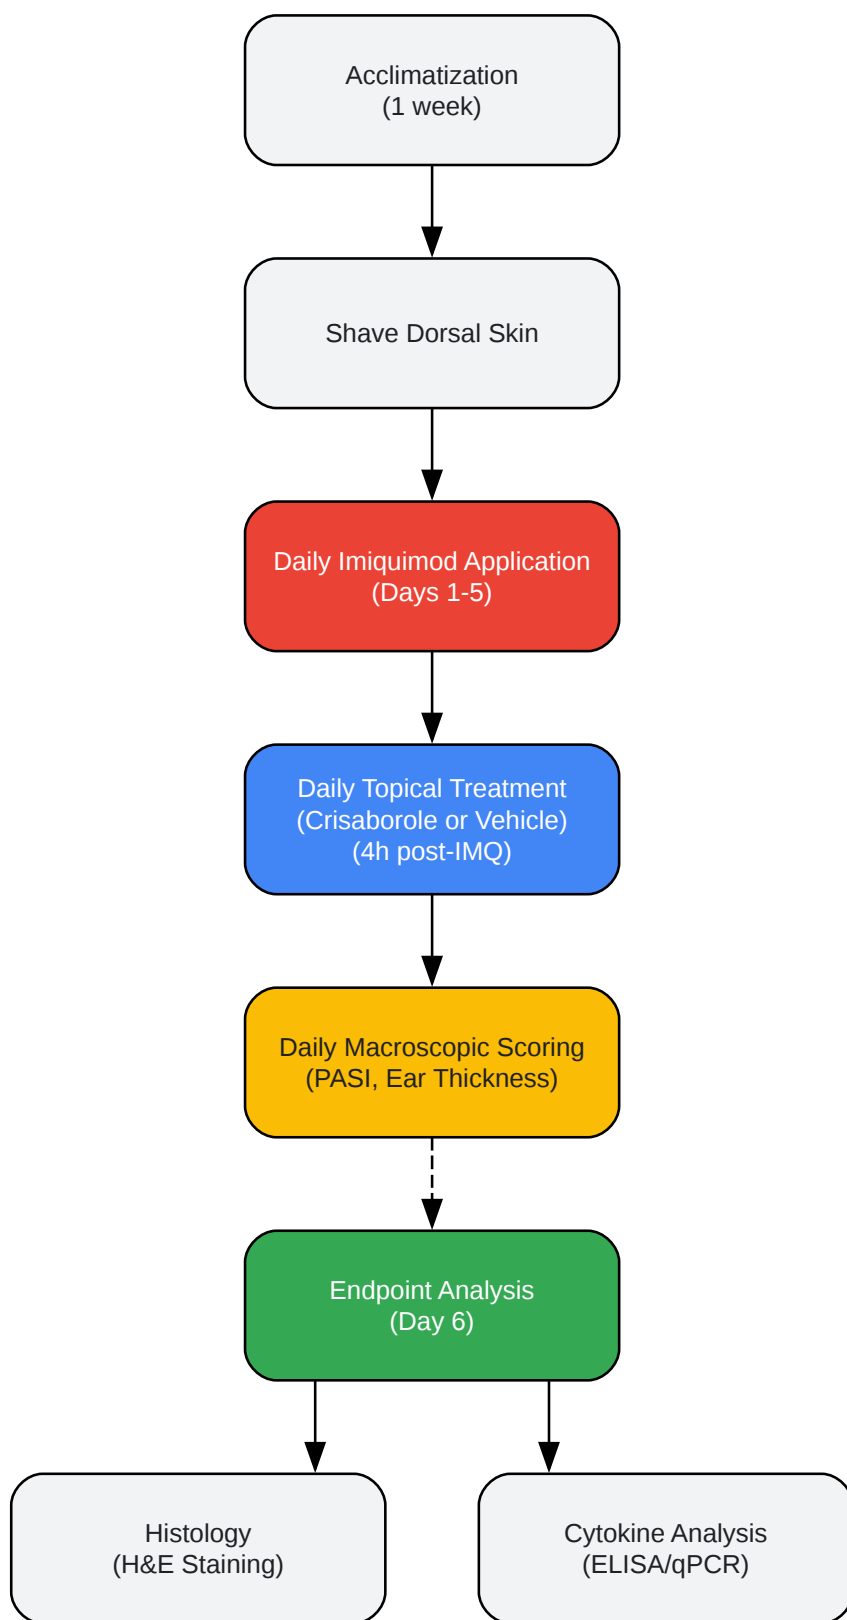 Acclimatization
(1 week)
Shave Dorsal Skin
Daily Imiquimod Application
(Days 1-5)
Daily Topical Treatment
(Crisaborole or Vehicle)
(4h post-IMQ)
Daily Macroscopic Scoring
(PASI, Ear Thickness)
Endpoint Analysis
(Day 6)
Histology
(H&E Staining)
Cytokine Analysis
(ELISA/qPCR)